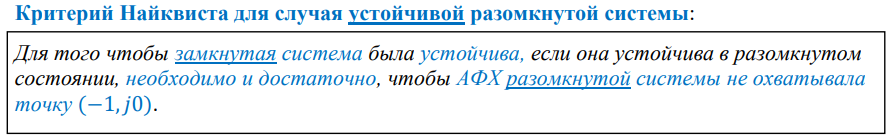 Критерий Найквиста для случая устойчивой разомкнутой системы:
Для того чтобы замкнутая система была устойчива, если она устойчива в разомкнутом
состоянии, необходимо и достаточно, чтобы АФХ разомкнутой системы не охватывала
точку (−1, j0).